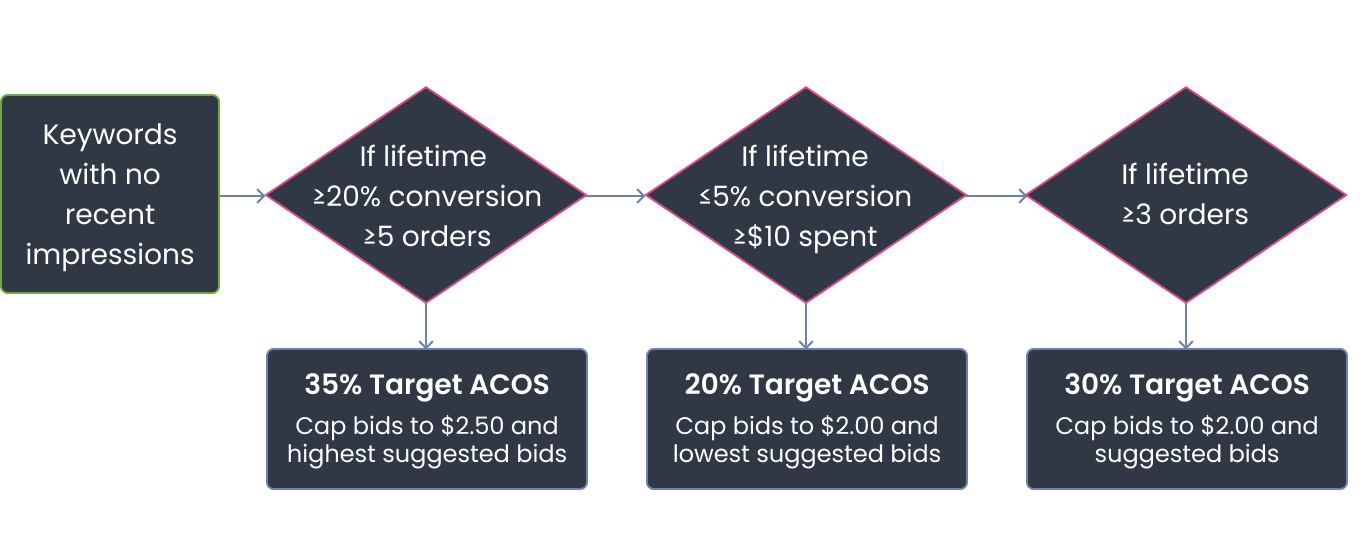 Keywords
with no
recent
impressions
If lifetime
≥20% conversion
≥5 orders
If lifetime
≤5% conversion
≥$10 spent
If lifetime
≥3 orders
35% Target ACOS
Cap bids to $2.50 and
highest suggested bids
20% Target ACOS
Cap bids to $2.00 and
lowest suggested bids
30% Target ACOS
Cap bids to $2.00 and
suggested bids